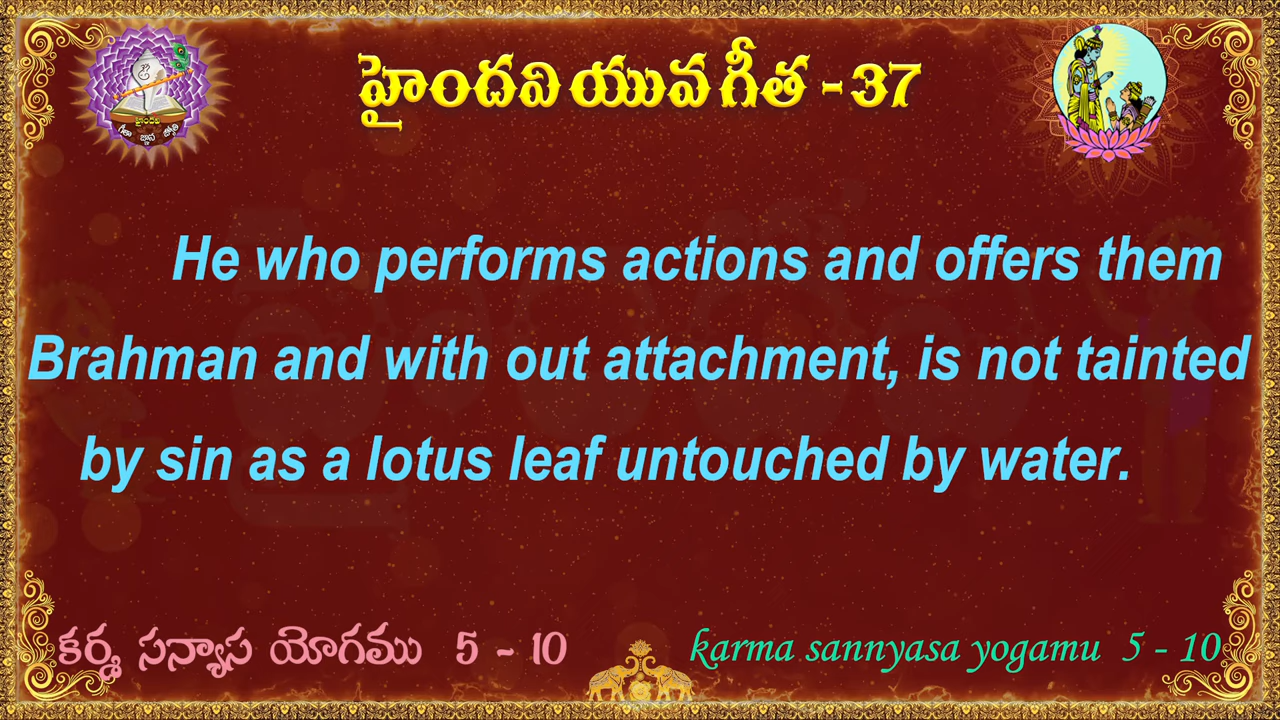 హైందవి యువ గీత - 37
హైందవ
గీతా జ్ఞాన జ్యోతి
He who performs actions and offers them
Brahman and with out attachment, is not tainted
by sin as a lotus leaf untouched by water.
కర్మ సన్యాస యోగము 5 - 10
karma sannyasa yogamu 5 - 10